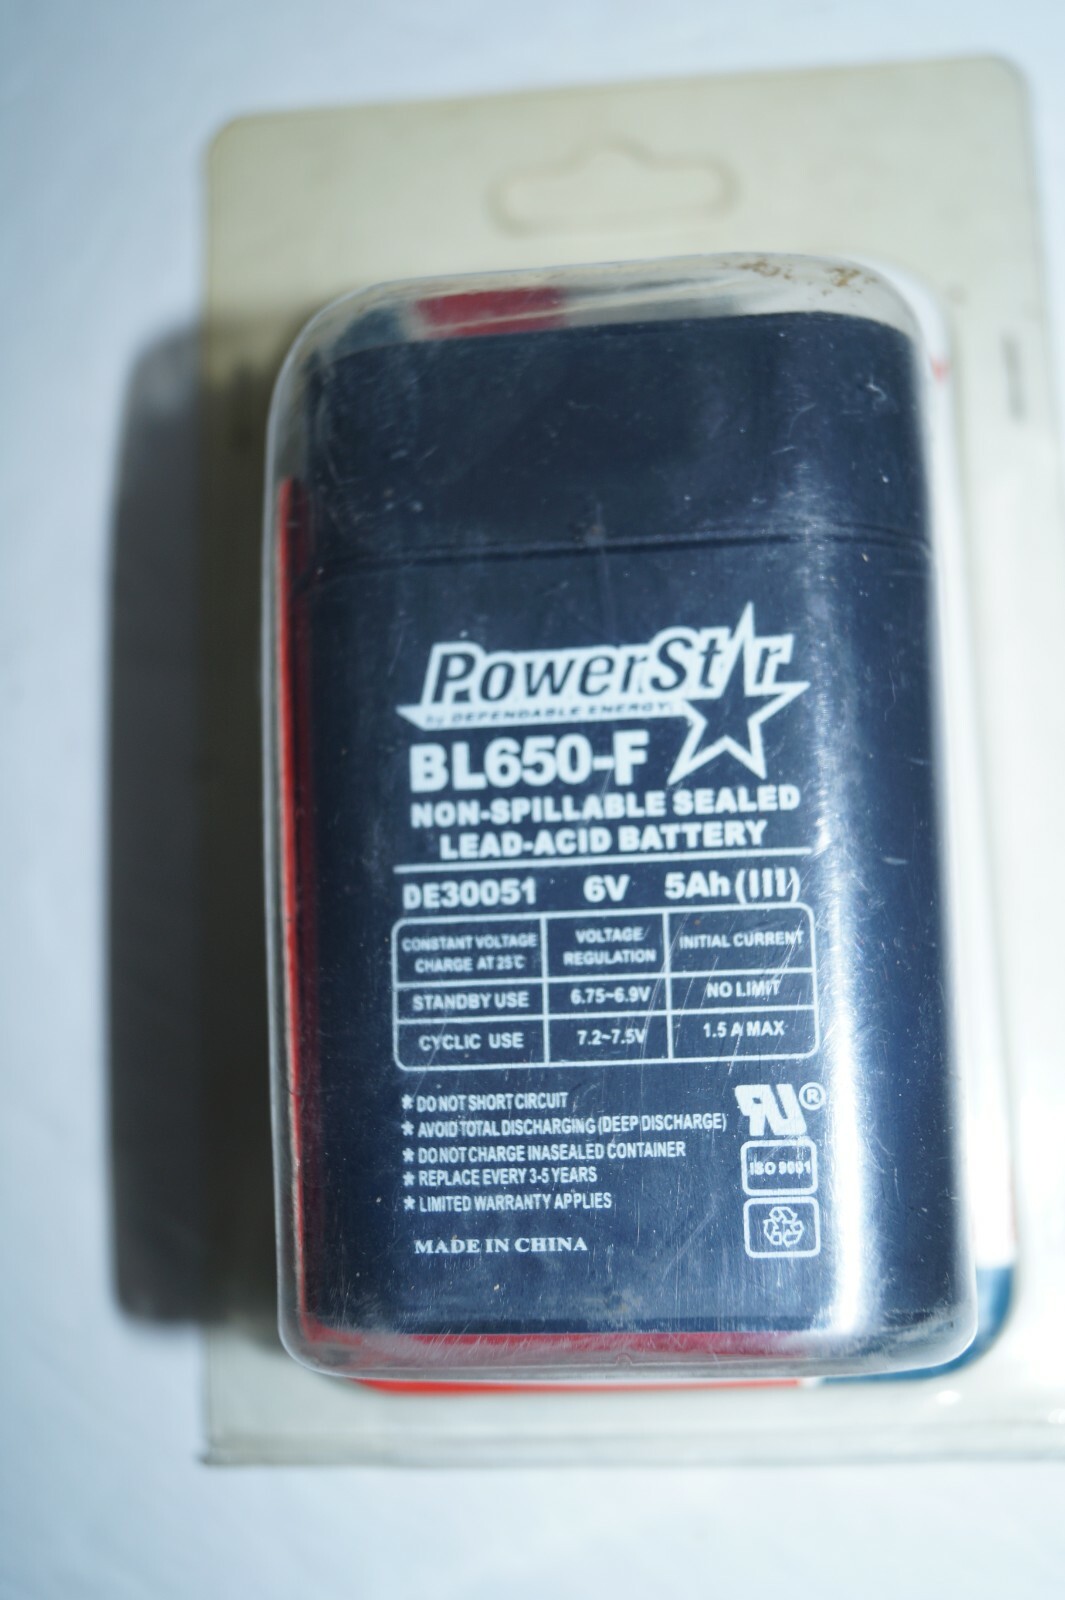 PowerStar
by DEPENDABLE ENERGY
BL650-F
NON-SPILLABLE SEALED
LEAD-ACID BATTERY
DE30051 6V 5Ah (III)
CONSTANT VOLTAGE CHARGE AT 25℃ VOLTAGE REGULATION INITIAL CURRENT
STANDBY USE 6.75~6.9V NO LIMIT
CYCLIC USE 7.2~7.5V 1.5 A MAX
* DO NOT SHORT CIRCUIT
* AVOID TOTAL DISCHARGING (DEEP DISCHARGE)
* DO NOT CHARGE INASEALED CONTAINER
* REPLACE EVERY 3-5 YEARS
* LIMITED WARRANTY APPLIES
RU®
ISO 9001
MADE IN CHINA